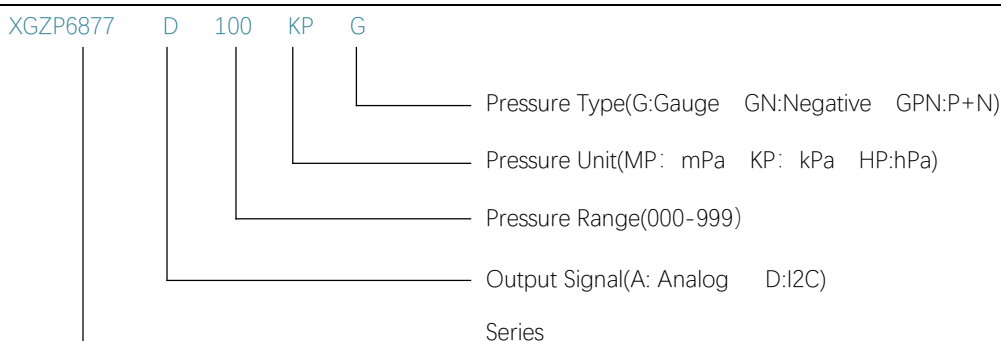 XGZP6877 D 100 KP G
Pressure Type(G:Gauge GN:Negative GPN:P+N)
Pressure Unit(MP： mPa KP： kPa HP:hPa)
Pressure Range(000-999）
Output Signal(A: Analog D:I2C)
Series